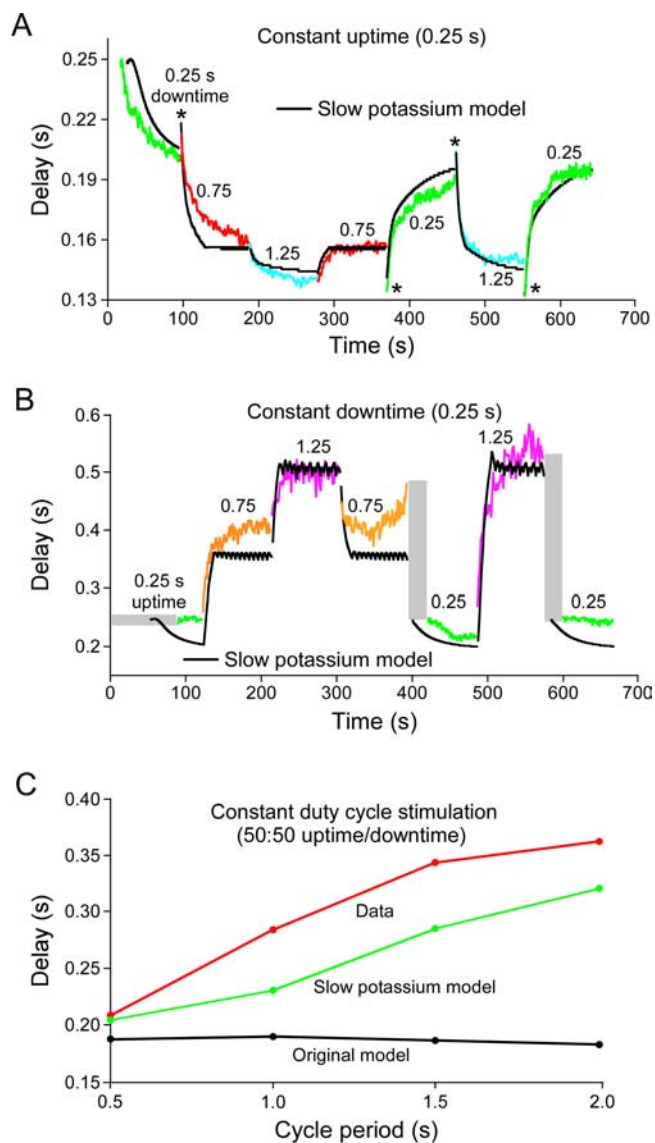 A
Constant uptime (0.25 s)
0.25
0.25 s
downtime
*
Slow potassium model
*
0.25
0.22
Delay (s)
0.19
0.75
0.75
0.25
0.16
1.25
1.25
0.13
*
*
0 100 200 300 400 500 600 700
Time (s)
B
Constant downtime (0.25 s)
0.6
1.25
1.25
0.5
0.75
0.75
Delay (s)
0.4
0.3
0.25 s
uptime
0.25
0.25
0.2
Slow potassium model
0 100 200 300 400 500 600 700
Time (s)
C
0.40
Constant duty cycle stimulation
(50:50 uptime/downtime)
0.35
Delay (s)
0.30
Data
0.25
Slow potassium model
0.20
Original model
0.15
0.5 1.0 1.5 2.0
Cycle period (s)